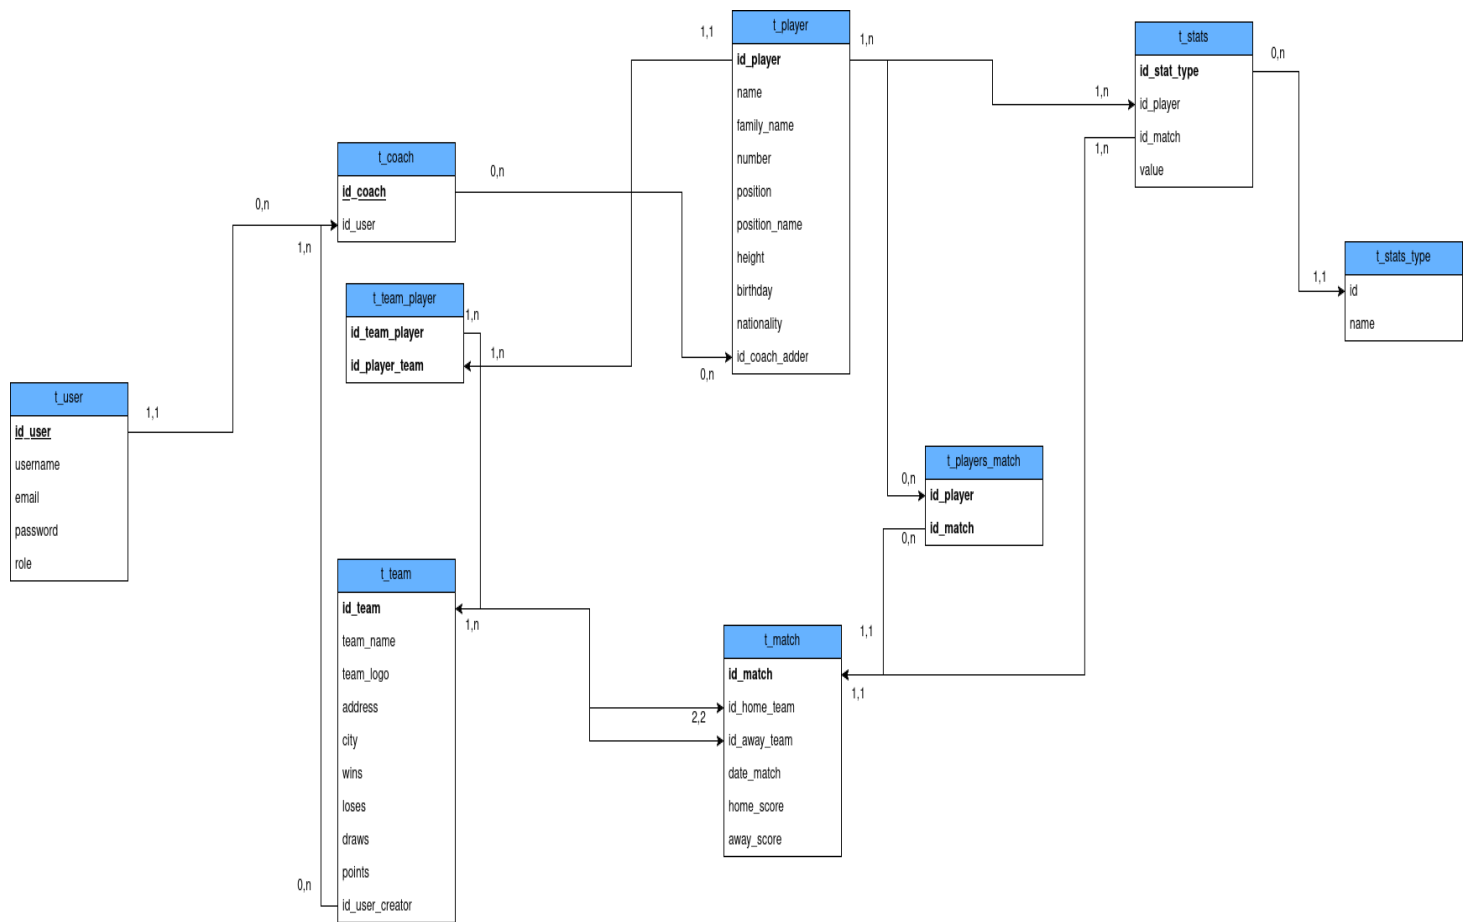 t_player
id_player
name
family_name
number
position
position_name
height
birthday
nationality
id_coach_adder
1,1
1,n
t_stats
id_stat_type
id_player
id_match
value
0,n
1,n
1,n
t_coach
id_coach
id_user
0,n
0,n
1,n
t_stats_type
id
name
1,1
t_team_player
id_team_player
id_player_team
1,n
1,n
0,n
t_user
id_user
username
email
password
role
1,1
t_players_match
id_player
id_match
0,n
0,n
t_team
id_team
team_name
team_logo
address
city
wins
loses
draws
points
id_user_creator
1,n
0,n
t_match
id_match
id_home_team
id_away_team
date_match
home_score
away_score
1,1
1,1
2,2